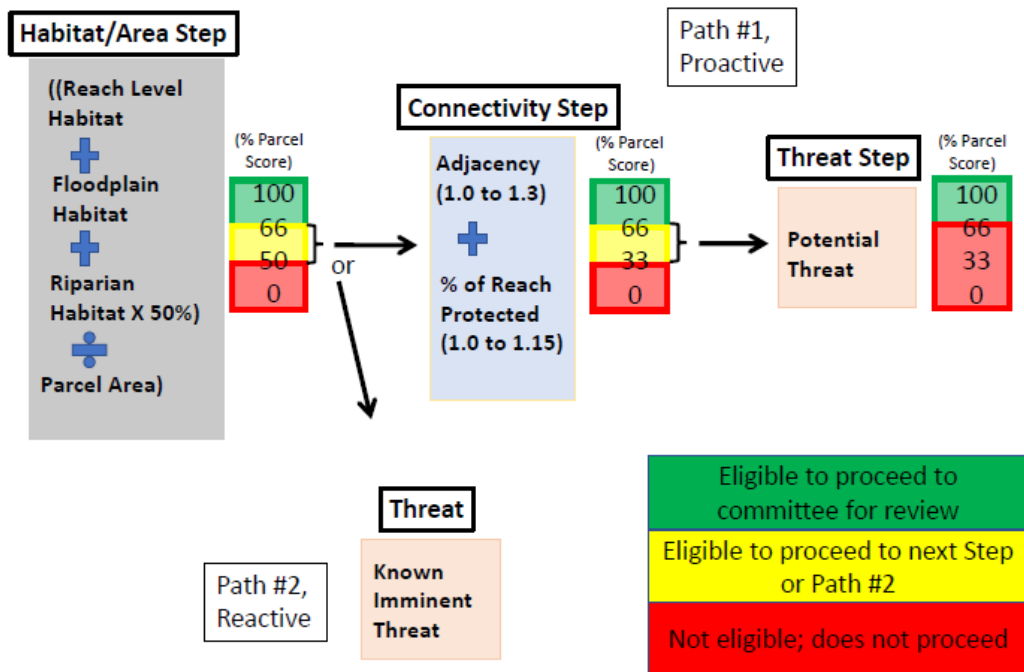 Habitat/Area Step
((Reach Level
Habitat
Floodplain
Habitat
Riparian
Habitat X 50%)
Parcel Area)
(% Parcel
Score)
100
66
50
0
or
Connectivity Step
Adjacency
(1.0 to 1.3)
% of Reach
Protected
(1.0 to 1.15)
(% Parcel
Score)
100
66
33
0
Path #1,
Proactive
Threat Step
Potential
Threat
(% Parcel
Score)
100
66
33
0
Threat
Known
Imminent
Threat
Path #2,
Reactive
Eligible to proceed to
committee for review
Eligible to proceed to next Step
or Path #2
Not eligible; does not proceed